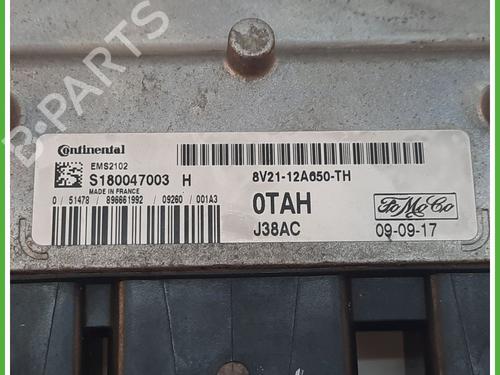 B-PARTS
Continental
EMS2102
S180047003 H
MADE IN FRANCE
0 / 51478 / 896661992 / 09260 / 001A3
8V21-12A650-TH
0TAH
J38AC
FoMoCo
09-09-17